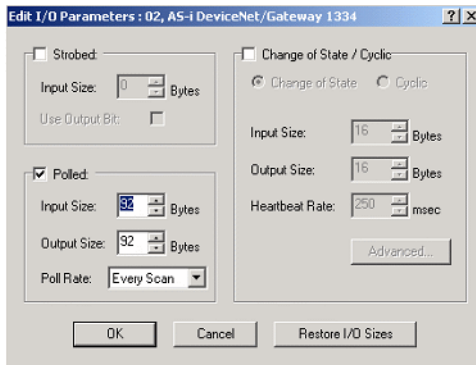 Edit I/O Parameters : 02, AS-i DeviceNet/Gateway 1334
Strobed:
Input Size: 0 Bytes
Use Output Bit:
Polled:
Input Size: 92 Bytes
Output Size: 92 Bytes
Poll Rate: Every Scan
Change of State / Cyclic
Change of State Cyclic
Input Size: 16 Bytes
Output Size: 16 Bytes
Heartbeat Rate: 250 msec
Advanced...
OK Cancel Restore I/O Sizes